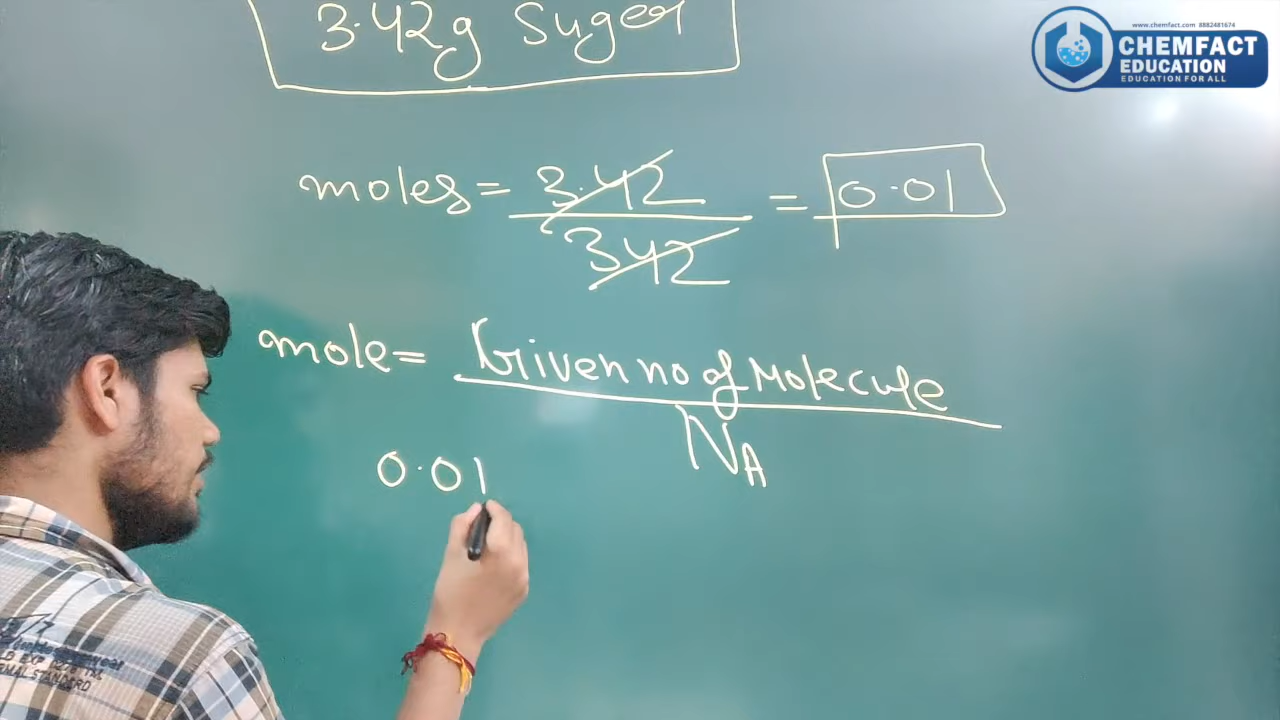 www.chemfact.com 8882481674
CHEMFACT
EDUCATION
EDUCATION FOR ALL
3.42g Suger
moles = 3.42
342
= 0.01
mole = Given no of Molecule
NA
0.01